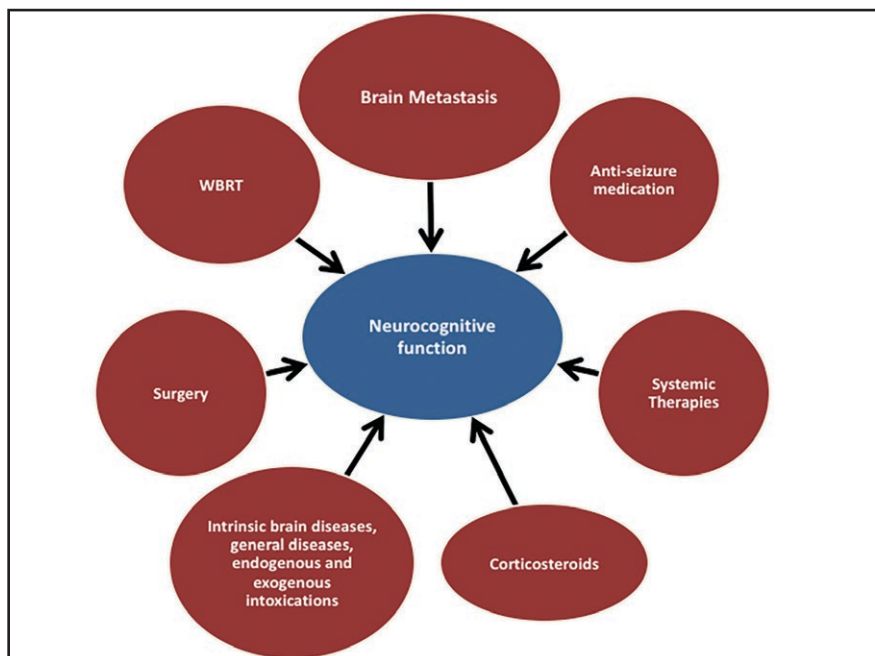 Brain Metastasis
WBRT
Anti-seizure
medication
Neurocognitive
function
Surgery
Systemic
Therapies
Intrinsic brain diseases,
general diseases,
endogenous and
exogenous
intoxications
Corticosteroids